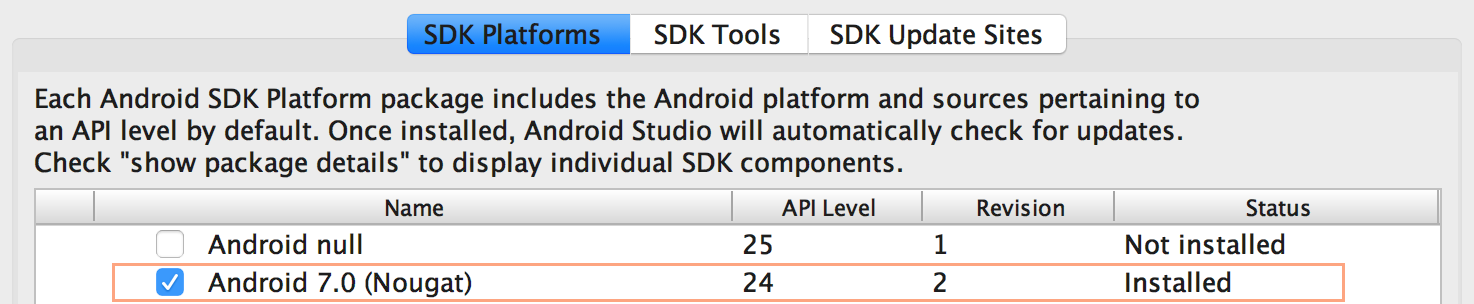 SDK Platforms SDK Tools SDK Update Sites
Each Android SDK Platform package includes the Android platform and sources pertaining to
an API level by default. Once installed, Android Studio will automatically check for updates.
Check "show package details" to display individual SDK components.
Name API Level Revision Status
Android null 25 1 Not installed
Android 7.0 (Nougat) 24 2 Installed